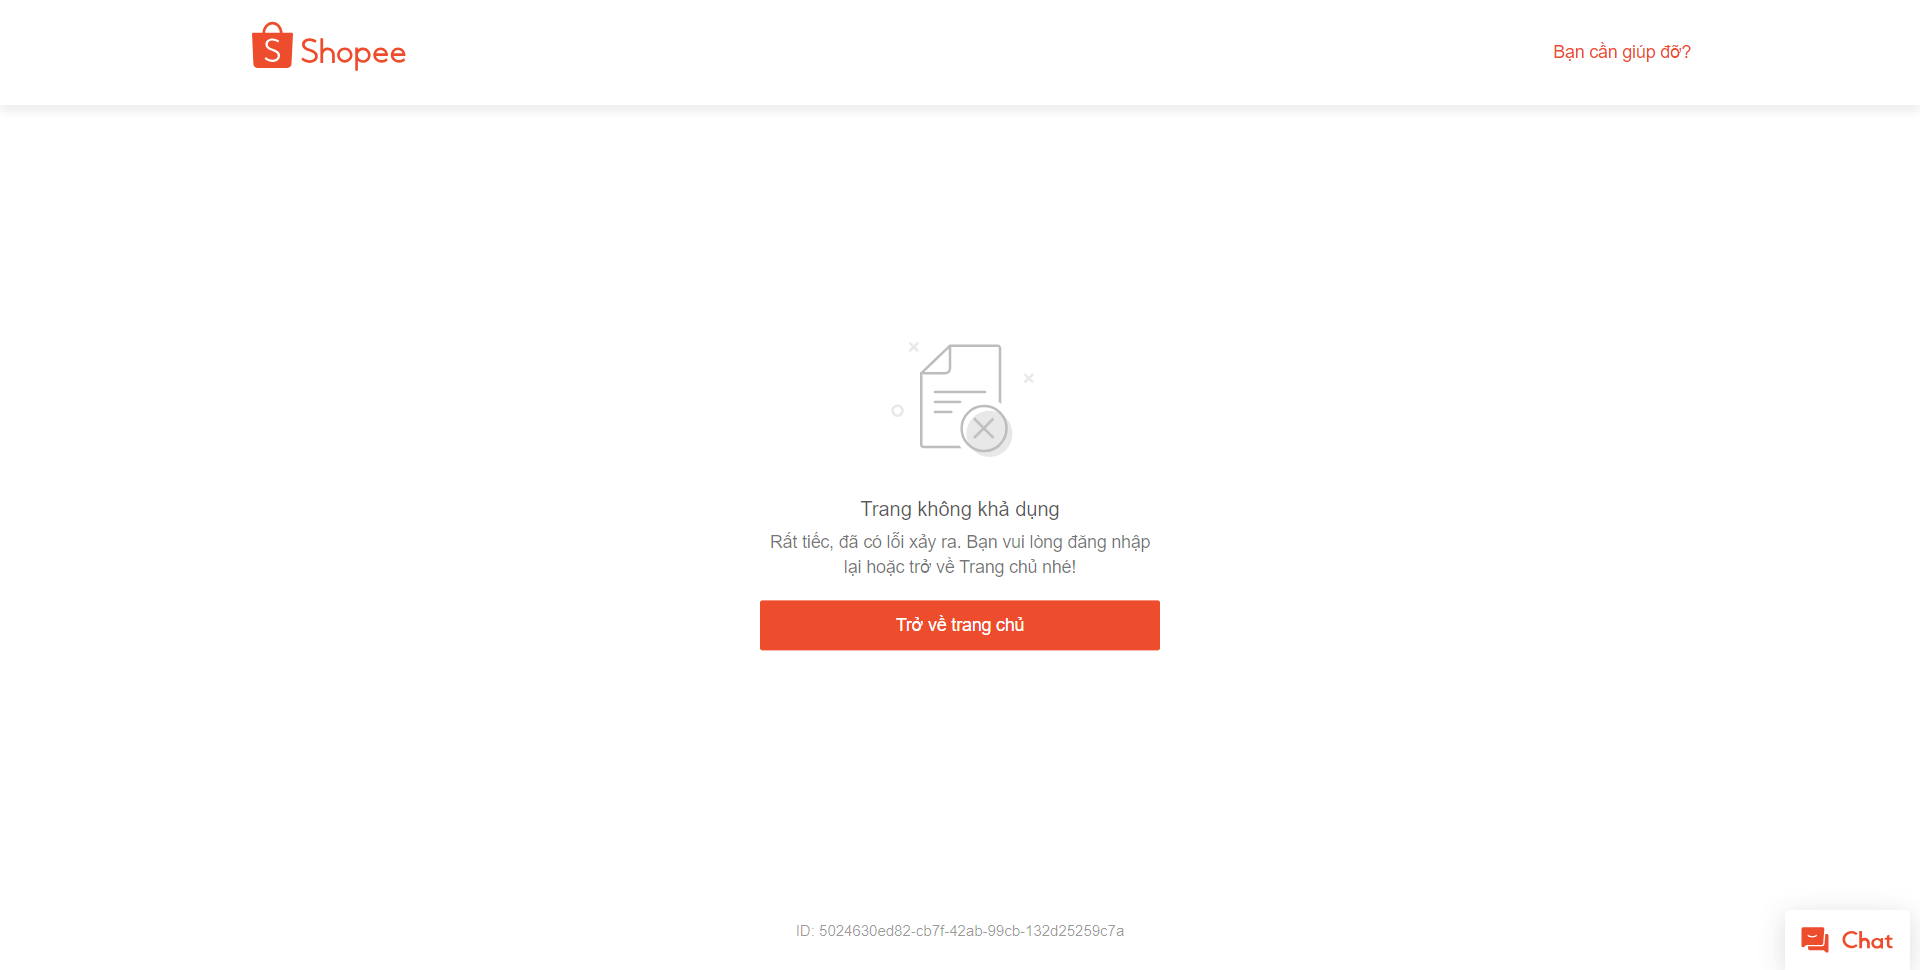 Shopee
Bạn cần giúp đỡ?
Trang không khả dụng
Rất tiếc, đã có lỗi xảy ra. Bạn vui lòng đăng nhập
lại hoặc trở về Trang chủ nhé!
Trở về trang chủ
ID: 5024630ed82-cb7f-42ab-99cb-132d25259c7a
Chat